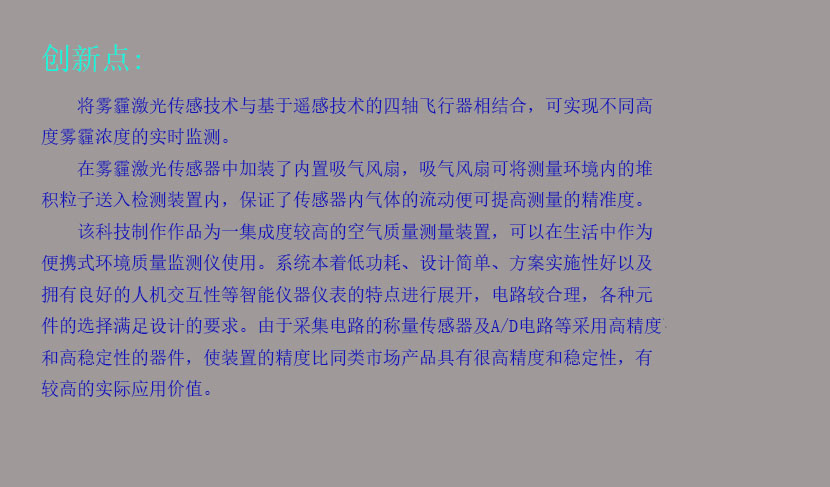 创新点:
将雾霾激光传感技术与基于遥感技术的四轴飞行器相结合，可实现不同高
度雾霾浓度的实时监测。
在雾霾激光传感器中加装了内置吸气风扇，吸气风扇可将测量环境内的堆
积粒子送入检测装置内，保证了传感器内气体的流动便可提高测量的精准度。
该科技制作作品为一集成度较高的空气质量测量装置，可以在生活中作为
便携式环境质量监测仪使用。系统本着低功耗、设计简单、方案实施性好以及
拥有良好的人机交互性等智能仪器仪表的特点进行展开，电路较合理，各种元
件的选择满足设计的要求。由于采集电路的称量传感器及A/D电路等采用高精度
和高稳定性的器件，使装置的精度比同类市场产品具有很高精度和稳定性，有
较高的实际应用价值。